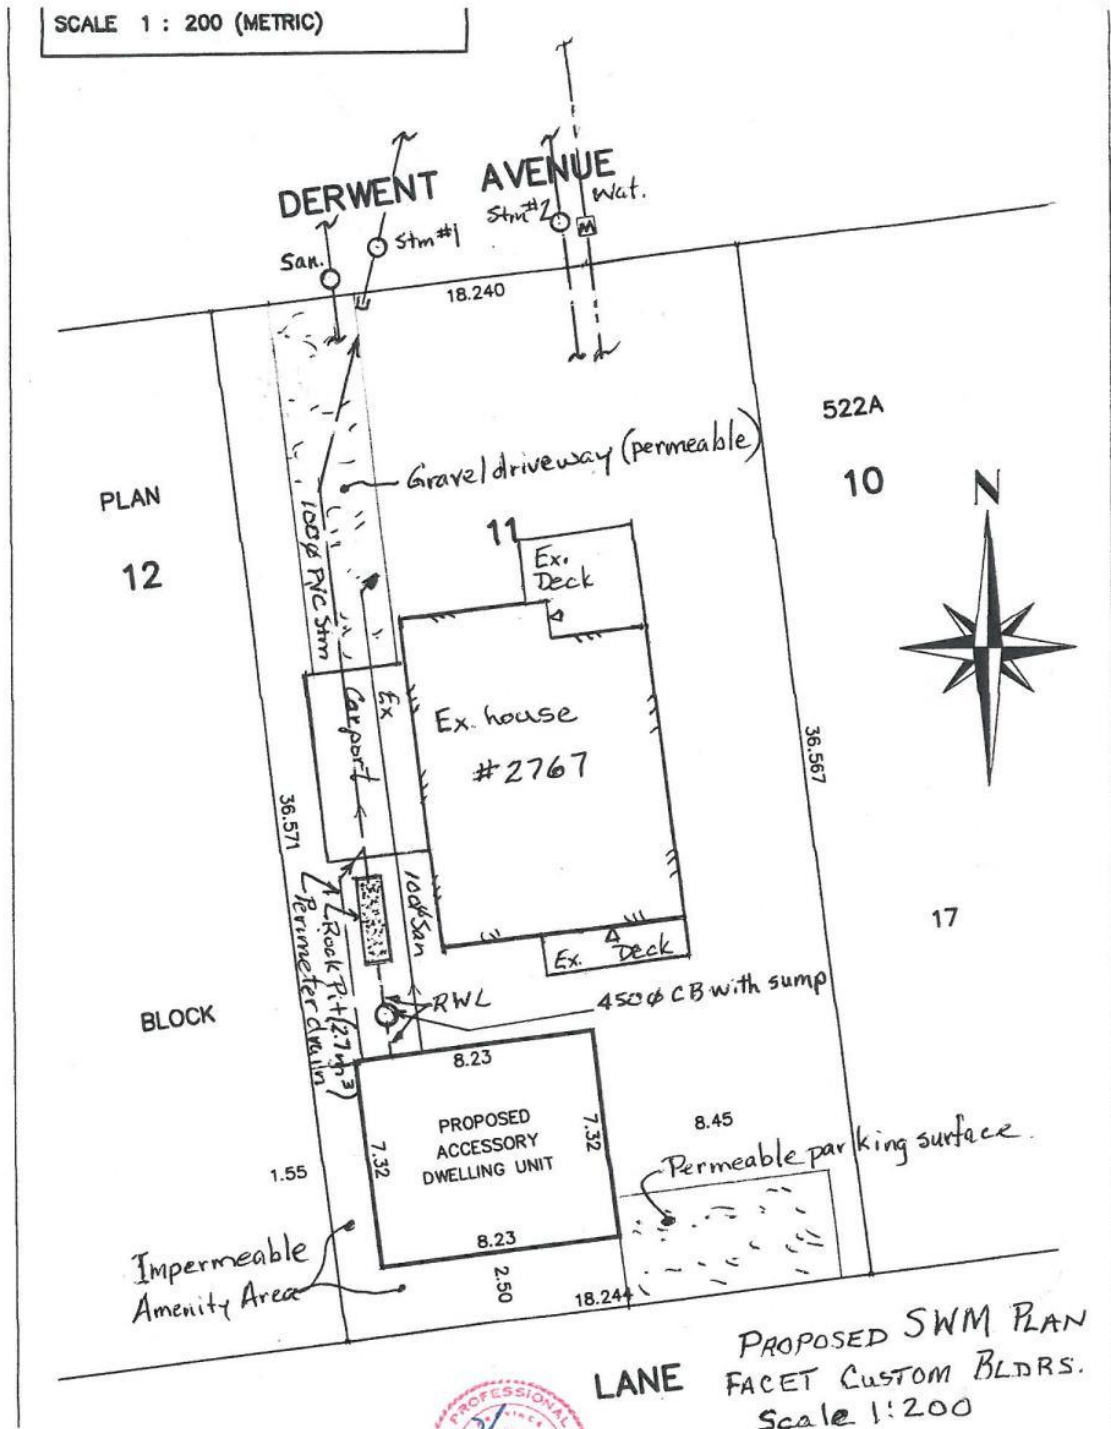 SCALE 1 : 200 (METRIC)
DERWENT AVENUE
Wat.
Stm#2
M
Stm#1
San.
18.240
522A
Gravel driveway (permeable)
10
PLAN
N
11
100ø PVC Stm
12
Ex.
Deck
Ex
Carport
Ex. house
#2767
36.567
36.571
100ø San
17
Ex. Deck
Rock Pit (2.7m³)
Perimeter drain
RWL
450ø CB with sump
BLOCK
8.23
PROPOSED
ACCESSORY
DWELLING UNIT
7.32
7.32
8.45
Permeable parking surface.
1.55
8.23
Impermeable
Amenity Area
2.50
18.244
PROPOSED SWM PLAN
LANE
FACET CUSTOM BLDRS.
Scale 1:200
PROFESSIONAL
PROVINCE